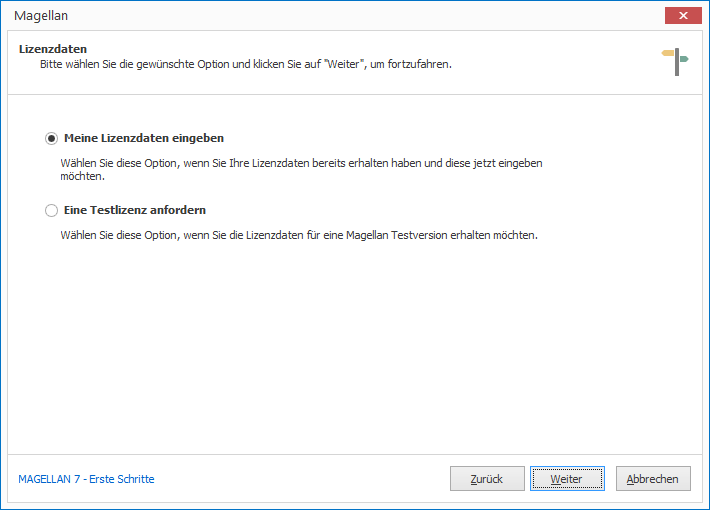 Magellan
Lizenzdaten
Bitte wählen Sie die gewünschte Option und klicken Sie auf "Weiter", um fortzufahren.
Meine Lizenzdaten eingeben
Wählen Sie diese Option, wenn Sie Ihre Lizenzdaten bereits erhalten haben und diese jetzt eingeben
möchten.
Eine Testlizenz anfordern
Wählen Sie diese Option, wenn Sie die Lizenzdaten für eine Magellan Testversion erhalten möchten.
MAGELLAN 7 - Erste Schritte
Zurück
Weiter
Abbrechen